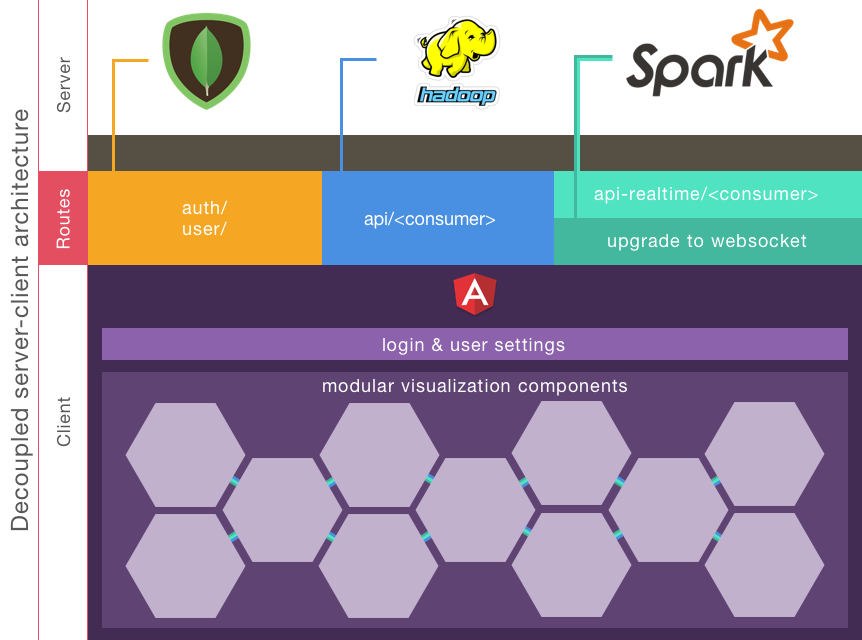 Decoupled server-client architecture
Server
hadoop
Spark
Routes
auth/
user/
api/<consumer>
api-realtime/<consumer>
upgrade to websocket
Client
A
login & user settings
modular visualization components